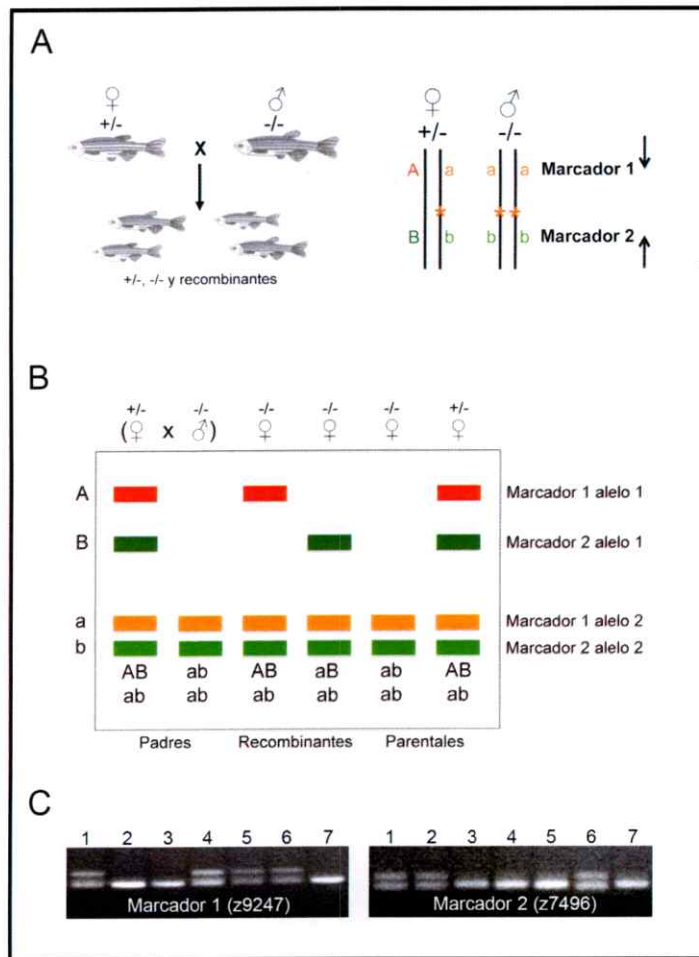 A
♀ ♂ ♀ ♂
+/- -/- +/- -/-
X
A a a a Marcador 1
B b b b Marcador 2
+/-, -/- y recombinantes
B
+/- -/- -/- -/- -/- +/-
(♀ x ♂) ♀ ♀ ♀ ♀
A Marcador 1 alelo 1
B Marcador 2 alelo 1
a Marcador 1 alelo 2
b Marcador 2 alelo 2
AB ab AB aB ab AB
ab ab ab ab ab ab
Padres Recombinantes Parentales
C
1 2 3 4 5 6 7 1 2 3 4 5 6 7
Marcador 1 (z9247) Marcador 2 (z7496)